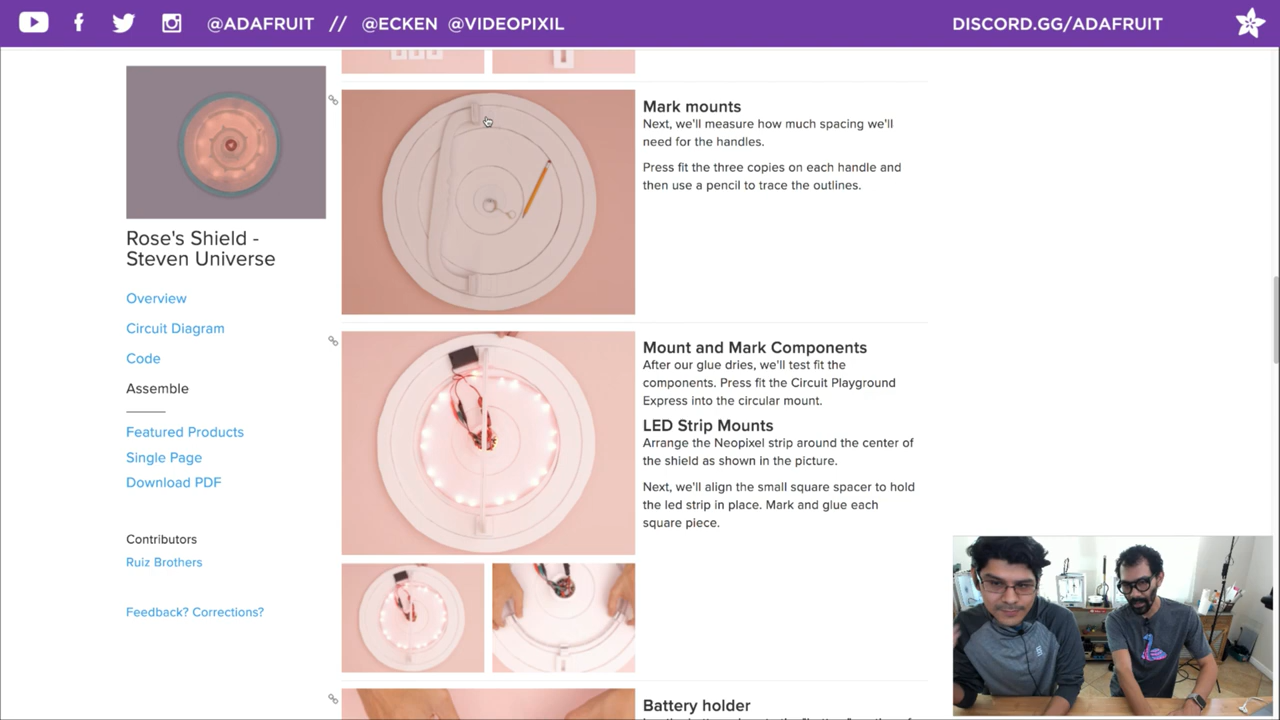 @ADAFRUIT // @ECKEN @VIDEOPIXIL
DISCORD.GG/ADAFRUIT
Rose's Shield -
Steven Universe
Overview
Circuit Diagram
Code
Assemble
Featured Products
Single Page
Download PDF
Contributors
Ruiz Brothers
Feedback? Corrections?
Mark mounts
Next, we'll measure how much spacing we'll
need for the handles.
Press fit the three copies on each handle and
then use a pencil to trace the outlines.
Mount and Mark Components
After our glue dries, we'll test fit the
components. Press fit the Circuit Playground
Express into the circular mount.
LED Strip Mounts
Arrange the Neopixel strip around the center of
the shield as shown in the picture.
Next, we'll align the small square spacer to hold
the led strip in place. Mark and glue each
square piece.
Battery holder